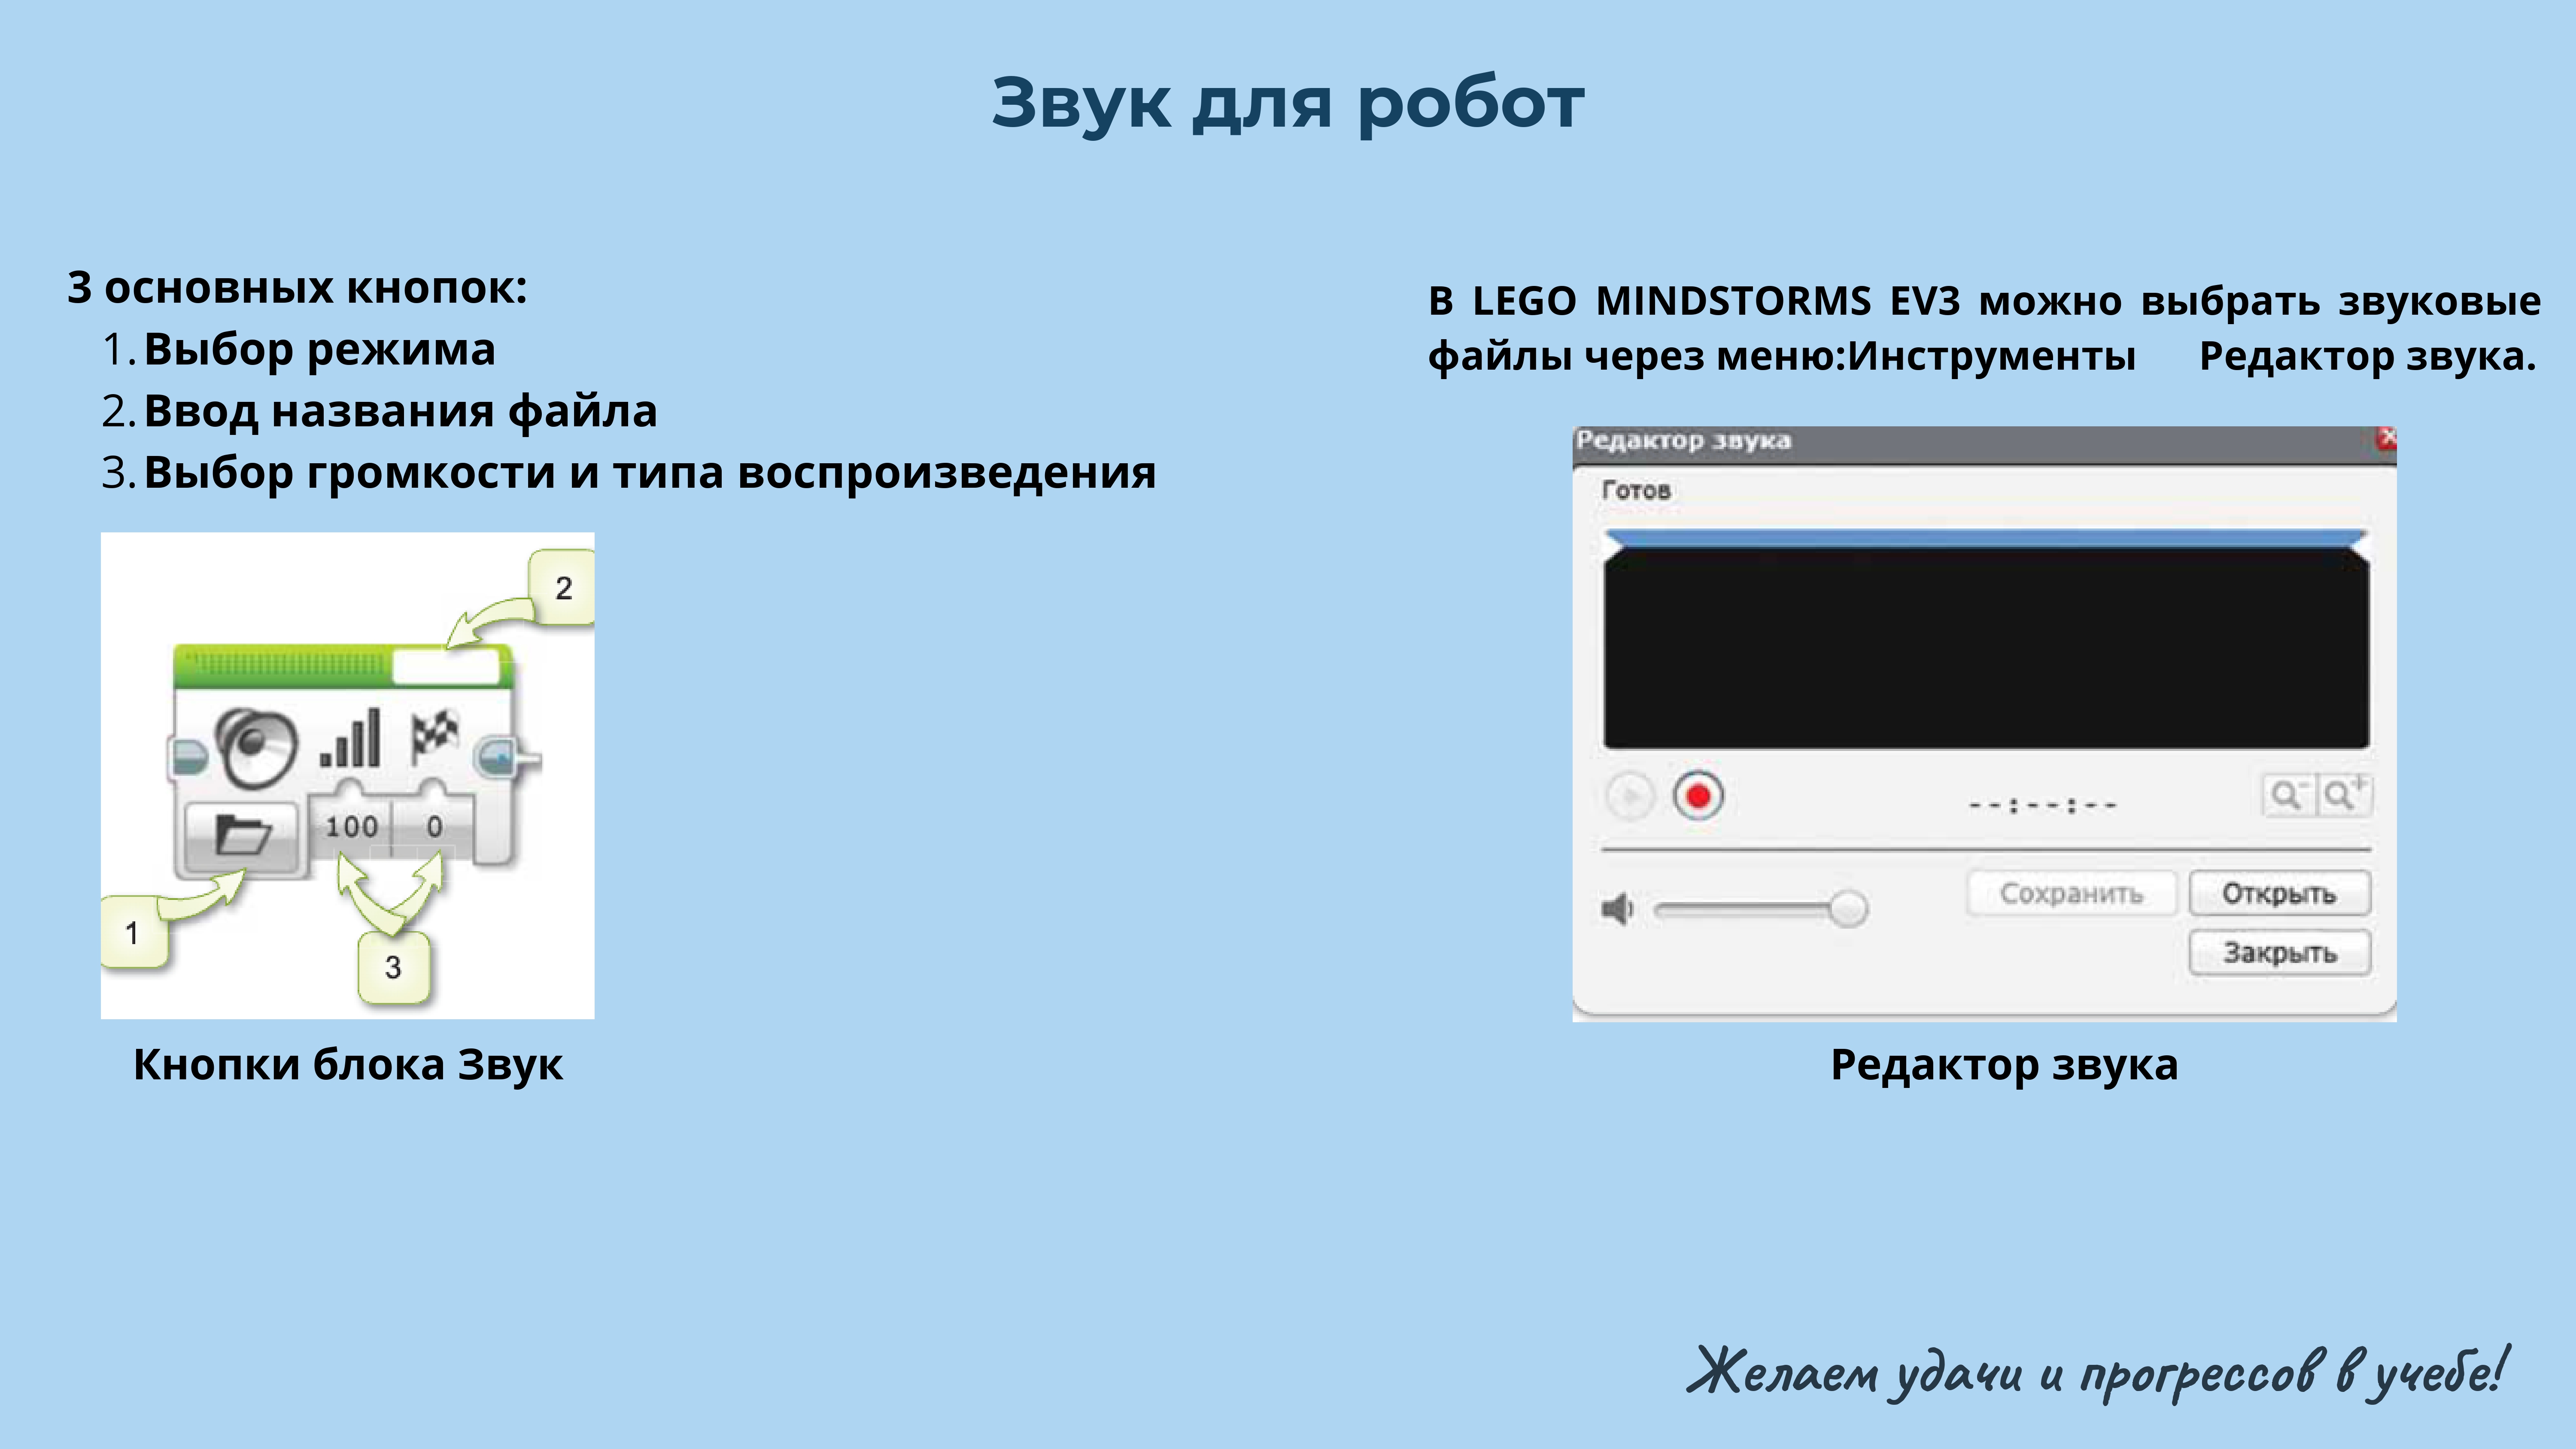 Звук для робот
3 основных кнопок:
1. Выбор режима
2. Ввод названия файла
3. Выбор громкости и типа воспроизведения
2
100 0
1
3
Кнопки блока Звук
В LEGO MINDSTORMS EV3 можно выбрать звуковые
файлы через меню:Инструменты Редактор звука.
Редактор звука
Готов
--:--:--
Сохранить Открыть
Закрыть
Редактор звука
Желаем удачи и прогрессов в учебе!